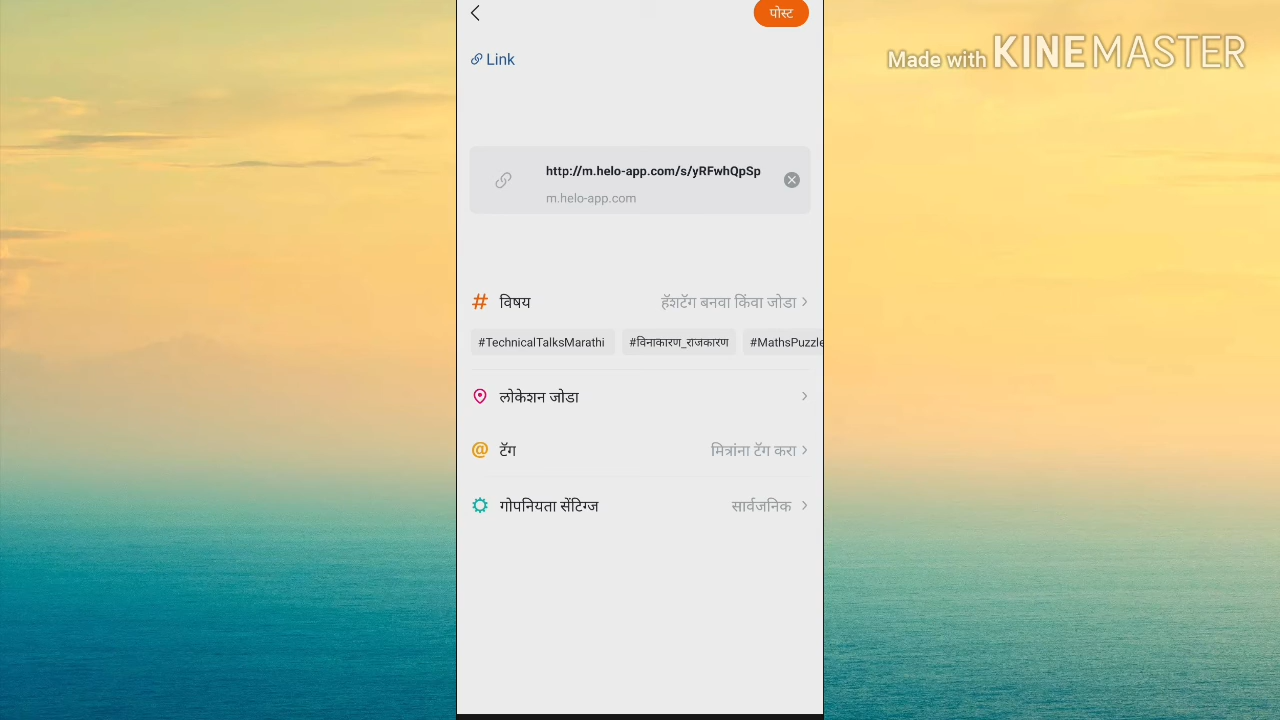 पोस्ट
Made with KINEMASTER
Link
http://m.helo-app.com/s/yRFwhQpSp
m.helo-app.com
# विषय हॅशटॅग बनवा किंवा जोडा
#TechnicalTalksMarathi #विनाकारण_राजकारण #MathsPuzzle
लोकेशन जोडा
@ टॅग मित्रांना टॅग करा
गोपनियता सेंटिग्ज सार्वजनिक